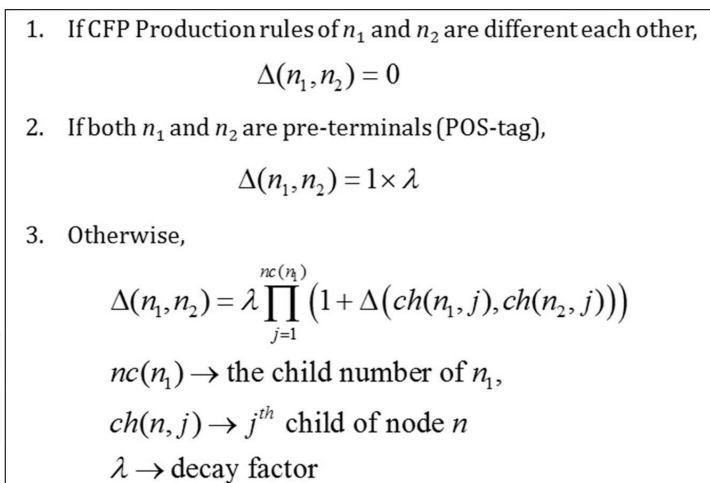 1. If CFP Production rules of n₁ and n₂ are different each other,
Δ(n₁,n₂) = 0
2. If both n₁ and n₂ are pre-terminals (POS-tag),
Δ(n₁,n₂) = 1× λ
3. Otherwise,
Δ(n₁,n₂) = λ ∏_{j=1}^{nc(n₁)} (1+ Δ(ch(n₁, j),ch(n₂, j)))
nc(n₁) → the child number of n₁,
ch(n, j) → jᵗʰ child of node n
λ → decay factor